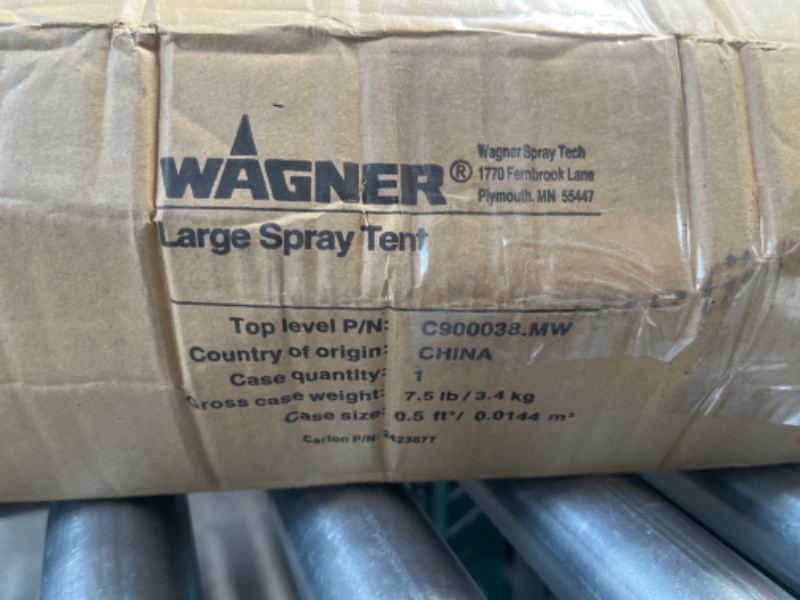 WAGNER®
Wagner Spray Tech
1770 Fernbrook Lane
Plymouth, MN 55447
Large Spray Tent
Top level P/N: C900038.MW
Country of origin: CHINA
Case quantity: 1
Gross case weight: 7.5 lb / 3.4 kg
Case size: 0.5 ft³/ 0.0144 m³
Carton P/N: